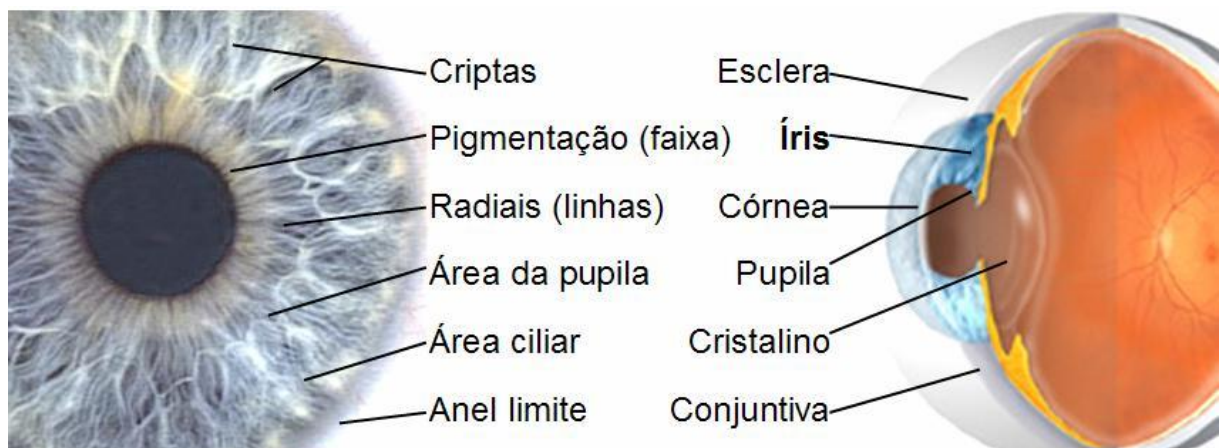 Criptas
Pigmentação (faixa)
Radiais (linhas)
Área da pupila
Área ciliar
Anel limite
Esclera
Íris
Córnea
Pupila
Cristalino
Conjuntiva